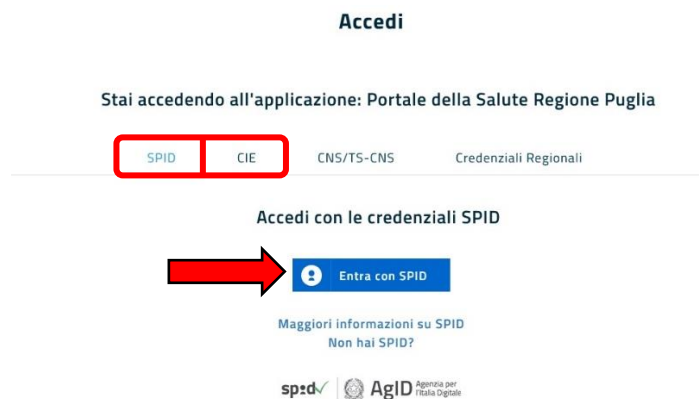 Accedi
Stai accedendo all'applicazione: Portale della Salute Regione Puglia
SPID CIE CNS/TS-CNS Credenziali Regionali
Accedi con le credenziali SPID
Entra con SPID
Maggiori informazioni su SPID
Non hai SPID?
sp:d AgID Agenzia per
l'Italia Digitale